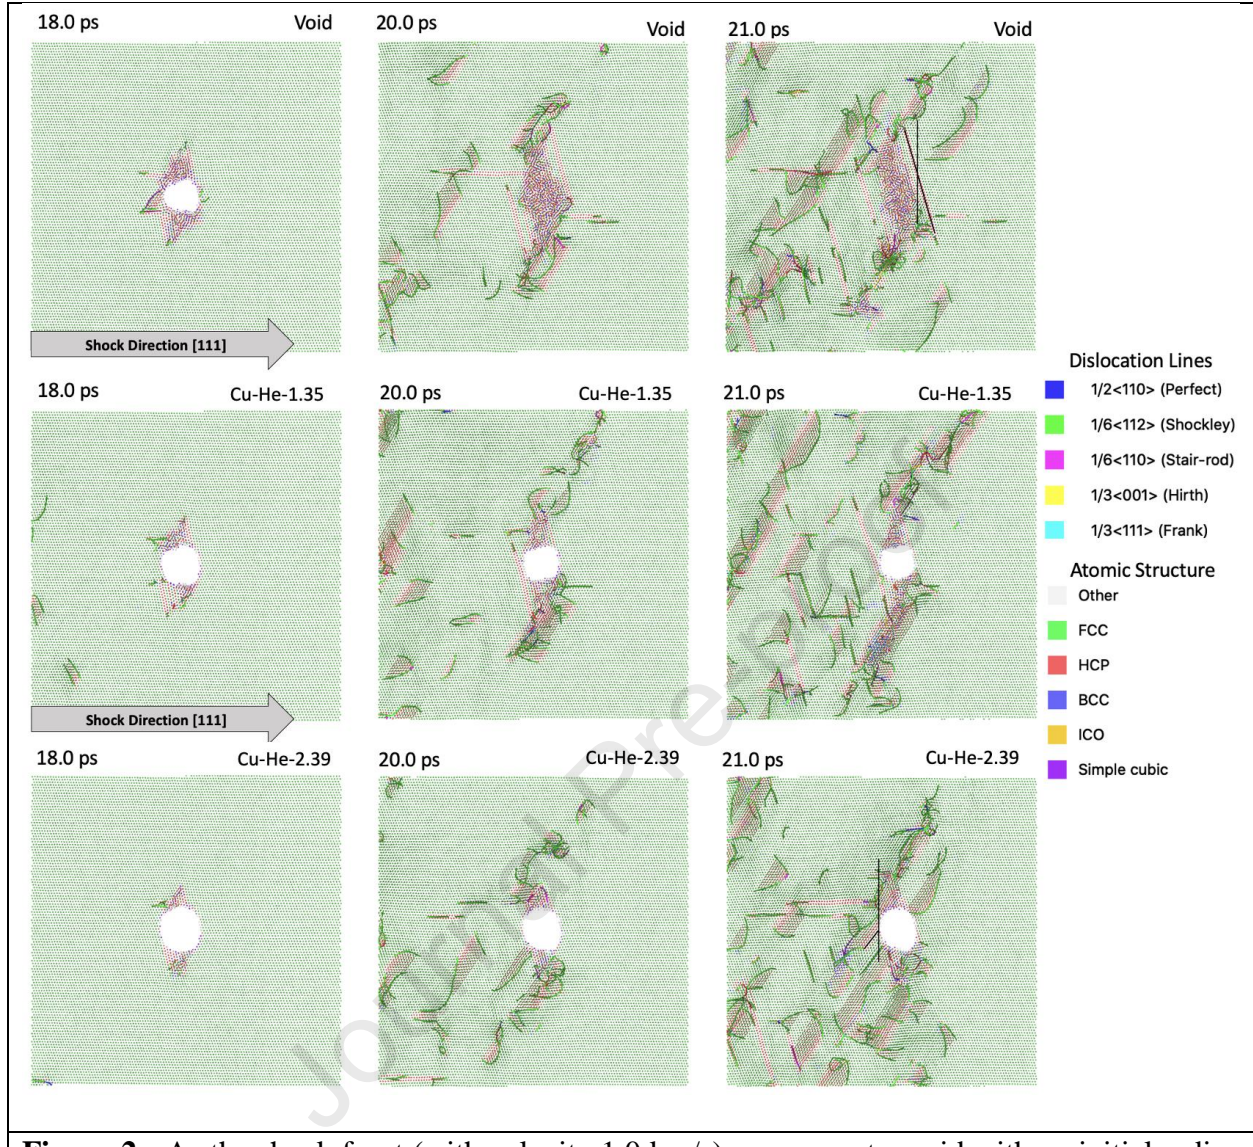 18.0 ps Void
20.0 ps Void
21.0 ps Void
Shock Direction [111]
18.0 ps Cu-He-1.35
20.0 ps Cu-He-1.35
21.0 ps Cu-He-1.35
Shock Direction [111]
18.0 ps Cu-He-2.39
20.0 ps Cu-He-2.39
21.0 ps Cu-He-2.39
Dislocation Lines
1/2<110> (Perfect)
1/6<112> (Shockley)
1/6<110> (Stair-rod)
1/3<001> (Hirth)
1/3<111> (Frank)
Atomic Structure
Other
FCC
HCP
BCC
ICO
Simple cubic
Journal Pre-proof